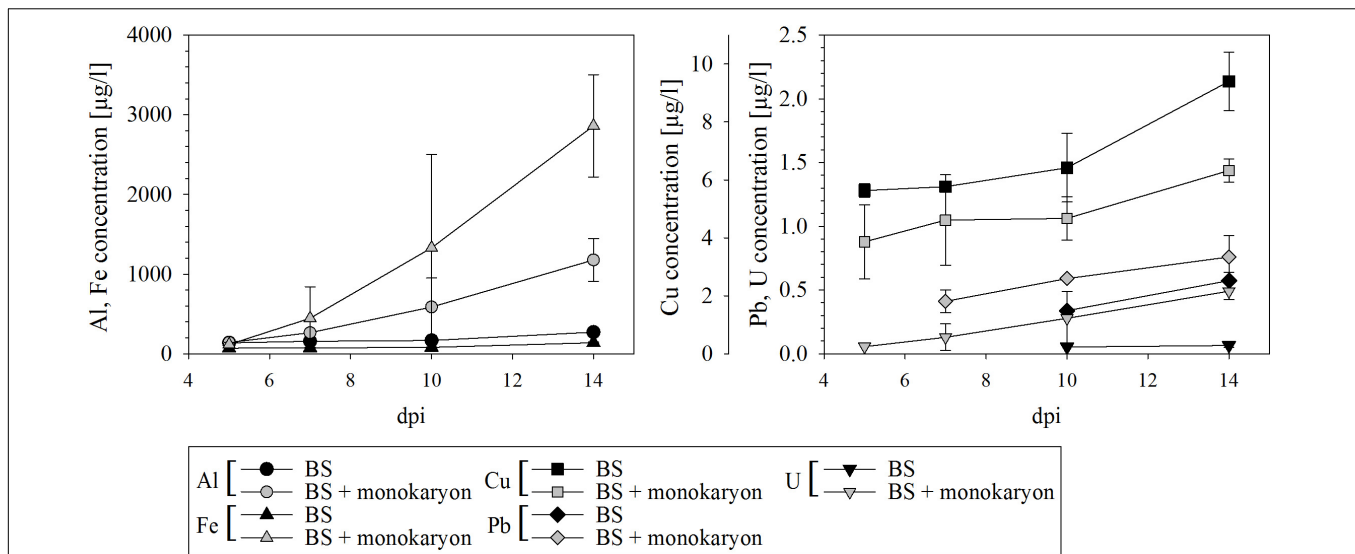 Al, Fe concentration [µg/l]
4000
3000
2000
1000
0
4 6 8 10 12 14
dpi
Cu concentration [µg/l]
10
8
6
4
2
0
Pb, U concentration [µg/l]
2.5
2.0
1.5
1.0
0.5
0.0
4 6 8 10 12 14
dpi
Al [ BS
BS + monokaryon
Fe [ BS
BS + monokaryon
Cu [ BS
BS + monokaryon
Pb [ BS
BS + monokaryon
U [ BS
BS + monokaryon